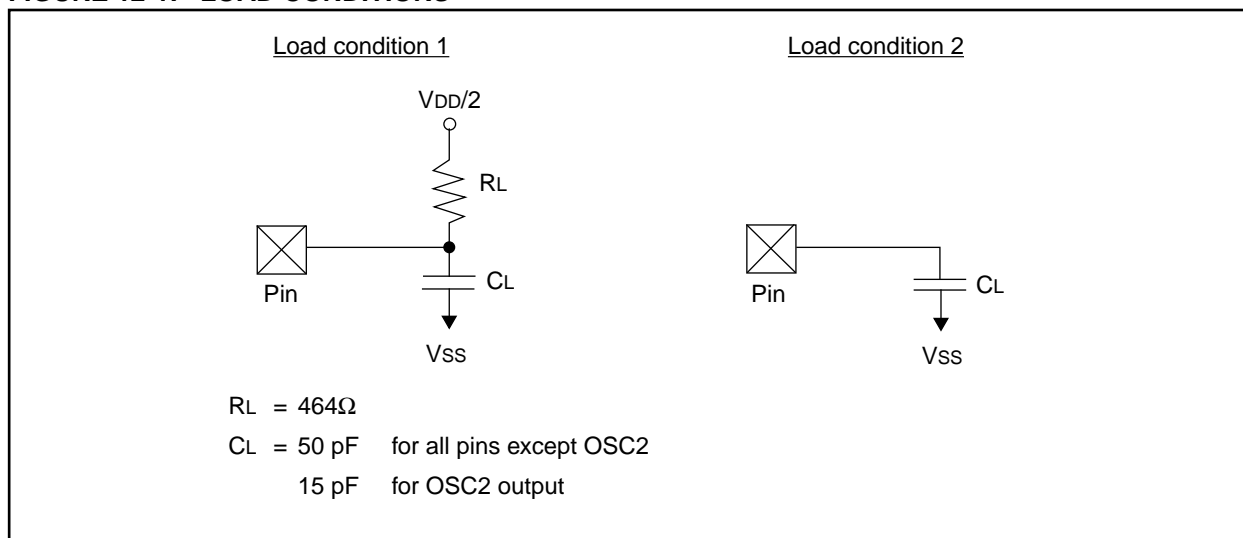 Load condition 1
Load condition 2
VDD/2
RL
CL
Pin
VSS
CL
Pin
VSS
RL = 464Ω
CL = 50 pF for all pins except OSC2
15 pF for OSC2 output